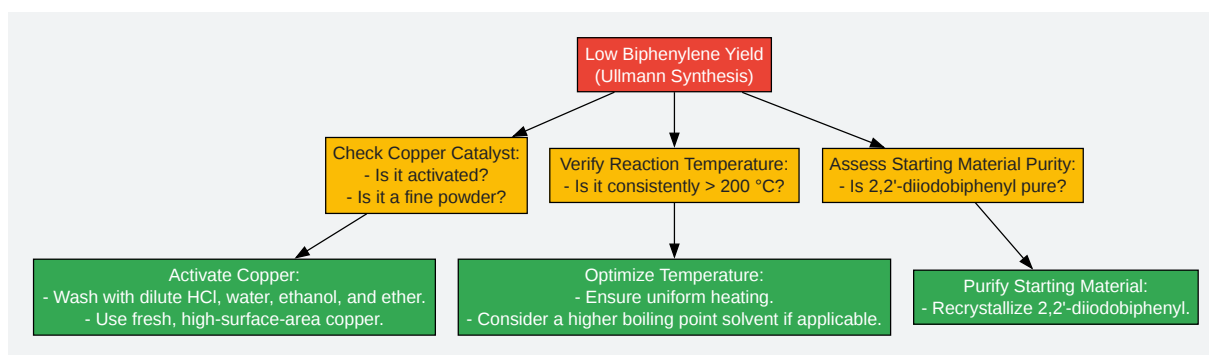 Low Biphenylene Yield
(Ullmann Synthesis)
Check Copper Catalyst:
- Is it activated?
- Is it a fine powder?
Verify Reaction Temperature:
- Is it consistently > 200 °C?
Assess Starting Material Purity:
- Is 2,2'-diiodobiphenyl pure?
Activate Copper:
- Wash with dilute HCl, water, ethanol, and ether.
- Use fresh, high-surface-area copper.
Optimize Temperature:
- Ensure uniform heating.
- Consider a higher boiling point solvent if applicable.
Purify Starting Material:
- Recrystallize 2,2'-diiodobiphenyl.